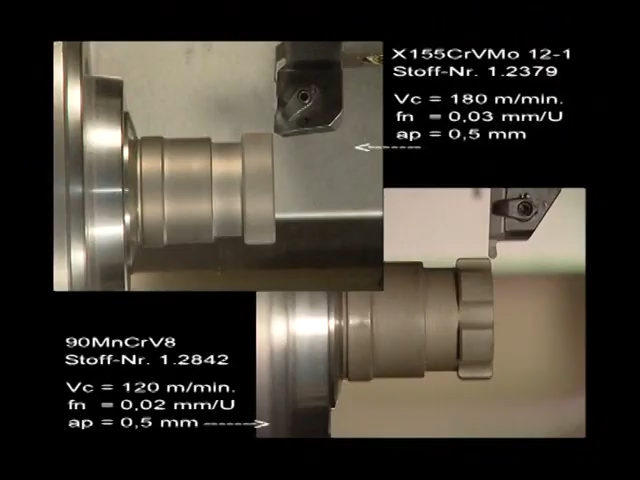 X155CrVMo 12-1
Stoff-Nr. 1.2379
Vc = 180 m/min.
fn = 0,03 mm/U
ap = 0,5 mm
90MnCrV8
Stoff-Nr. 1.2842
Vc = 120 m/min.
fn = 0,02 mm/U
ap = 0,5 mm